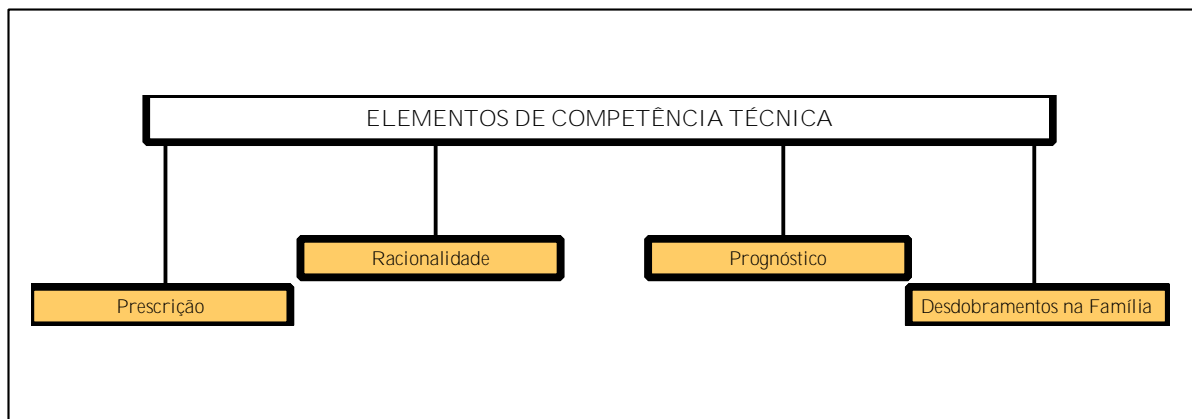 ELEMENTOS DE COMPETÊNCIA TÉCNICA
Racionalidade
Prognóstico
Prescrição
Desdobramentos na Família